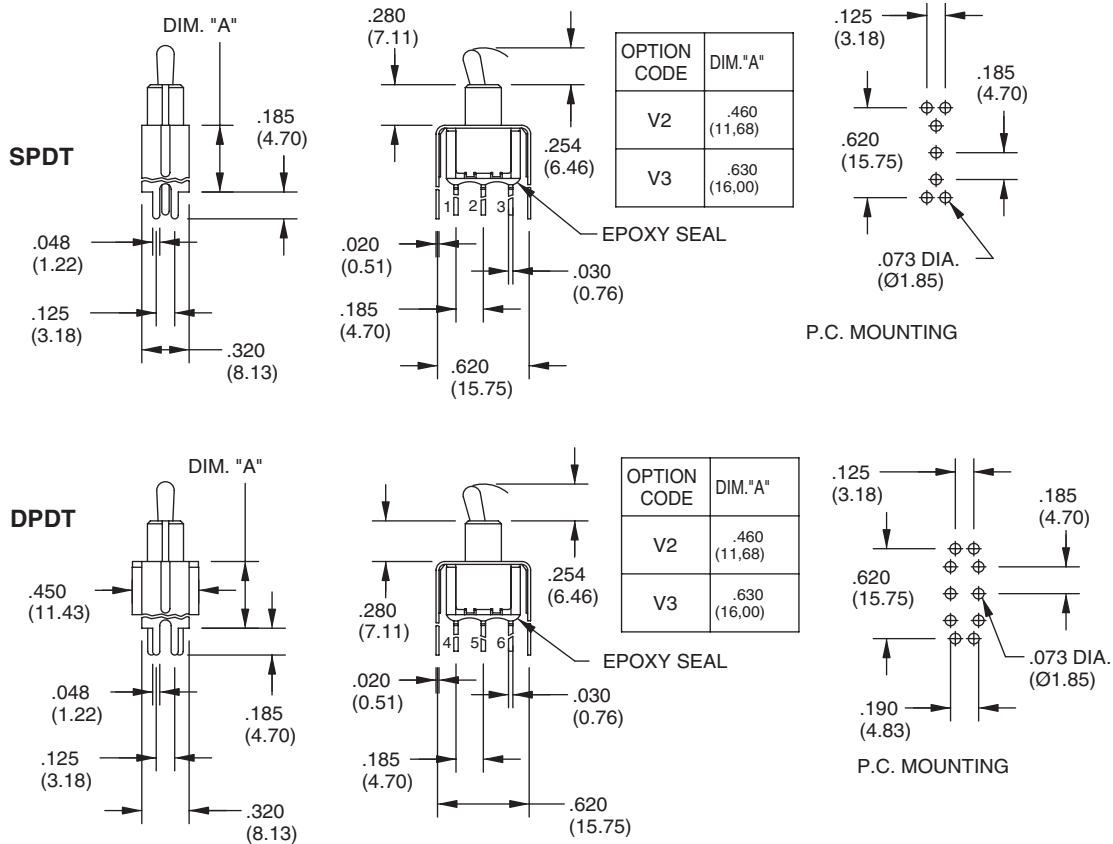 DIM. "A"
.280
(7.11)
OPTION CODE
DIM."A"
V2
.460
(11,68)
V3
.630
(16,00)
.125
(3.18)
.185
(4.70)
.185
(4.70)
SPDT
.254
(6.46)
.620
(15.75)
1 2 3
EPOXY SEAL
.048
(1.22)
.020
(0.51)
.030
(0.76)
.073 DIA.
(Ø1.85)
.125
(3.18)
.185
(4.70)
.320
(8.13)
.620
(15.75)
P.C. MOUNTING
DIM. "A"
OPTION CODE
DIM."A"
V2
.460
(11,68)
V3
.630
(16,00)
.125
(3.18)
.185
(4.70)
DPDT
.254
(6.46)
.450
(11.43)
.280
(7.11)
.620
(15.75)
4 5 6
EPOXY SEAL
.073 DIA.
(Ø1.85)
.048
(1.22)
.185
(4.70)
.020
(0.51)
.030
(0.76)
.190
(4.83)
.125
(3.18)
.185
(4.70)
P.C. MOUNTING
.320
(8.13)
.620
(15.75)